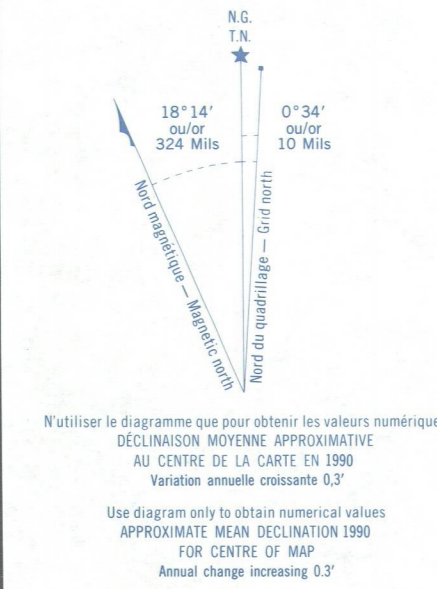 N.G.
T.N.
18°14′
ou/or
324 Mils
0°34′
ou/or
10 Mils
Nord magnétique — Magnetic north
Nord du quadrillage — Grid north
N'utiliser le diagramme que pour obtenir les valeurs numérique
DÉCLINAISON MOYENNE APPROXIMATIVE
AU CENTRE DE LA CARTE EN 1990
Variation annuelle croissante 0,3′
Use diagram only to obtain numerical values
APPROXIMATE MEAN DECLINATION 1990
FOR CENTRE OF MAP
Annual change increasing 0.3′